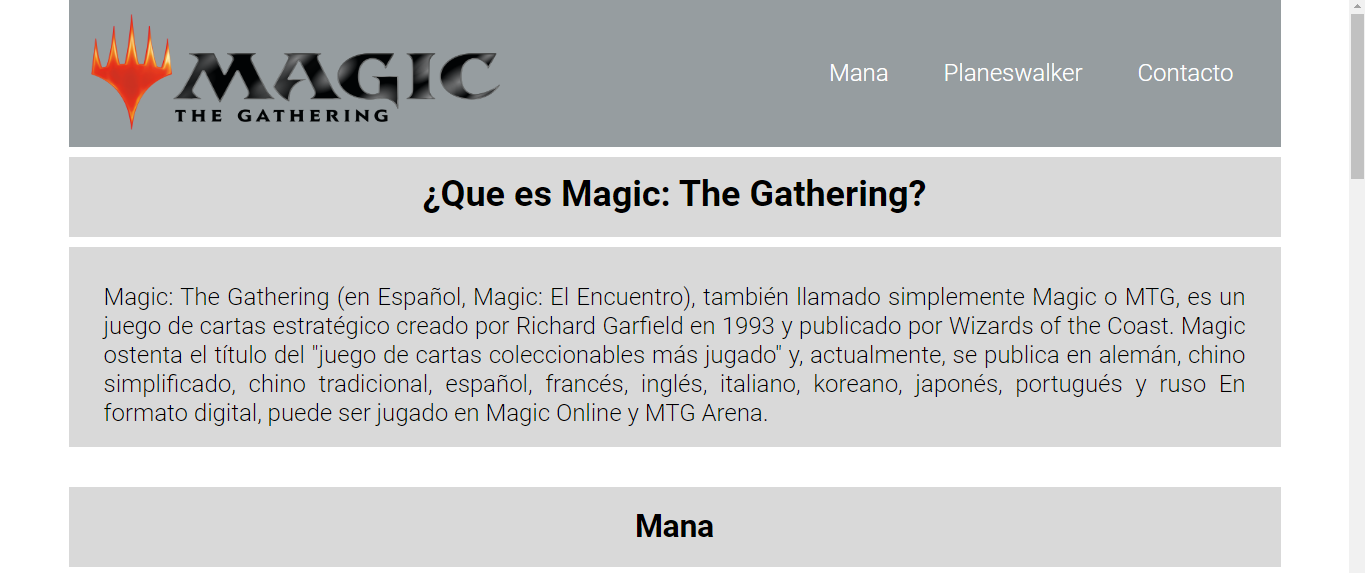 MAGIC
THE GATHERING
Mana Planeswalker Contacto
¿Que es Magic: The Gathering?
Magic: The Gathering (en Español, Magic: El Encuentro), también llamado simplemente Magic o MTG, es un
juego de cartas estratégico creado por Richard Garfield en 1993 y publicado por Wizards of the Coast. Magic
ostenta el título del "juego de cartas coleccionables más jugado" y, actualmente, se publica en alemán, chino
simplificado, chino tradicional, español, francés, inglés, italiano, koreano, japonés, portugués y ruso En
formato digital, puede ser jugado en Magic Online y MTG Arena.
Mana